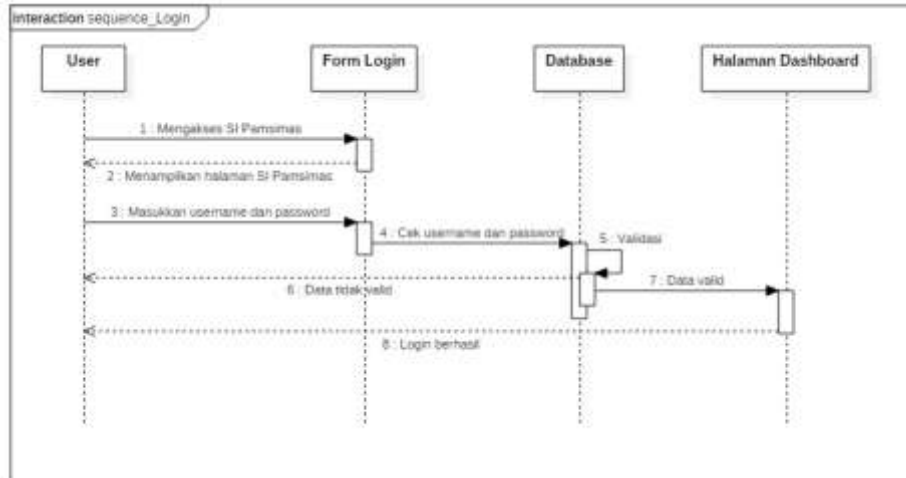 interaction sequence_Login
User
Form Login
Database
Halaman Dashboard
1 : Mengakses SI Pamsimas
2 : Menampilkan halaman SI Pamsimas
3 : Masukkan username dan password
4 : Cek username dan password
5 : Validasi
6 : Data tidak valid
7 : Data valid
8 : Login berhasil